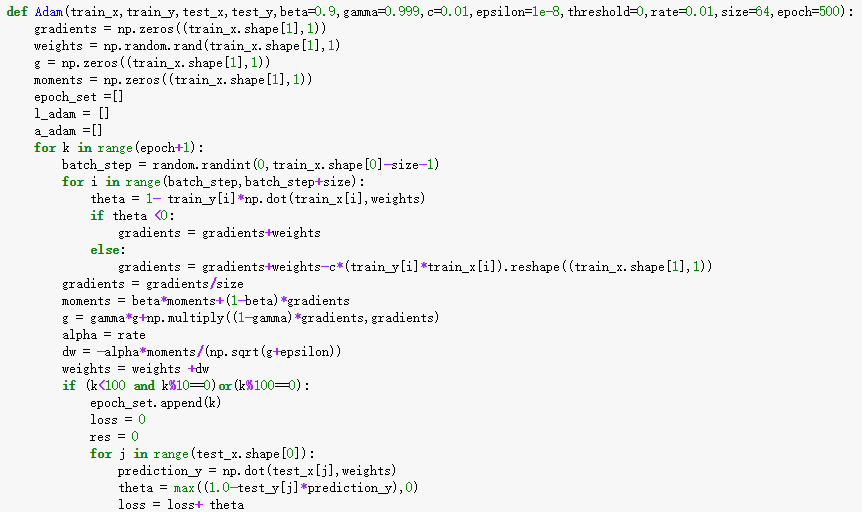 def Adam(train_x,train_y,test_x,test_y,beta=0.9,gamma=0.999,c=0.01,epsilon=1e-8,threshold=0,rate=0.01,size=64,epoch=500):
    gradients = np.zeros((train_x.shape[1],1))
    weights = np.random.rand(train_x.shape[1],1)
    g = np.zeros((train_x.shape[1],1))
    moments = np.zeros((train_x.shape[1],1))
    epoch_set =[]
    l_adam = []
    a_adam =[]
    for k in range(epoch+1):
        batch_step = random.randint(0,train_x.shape[0]-size-1)
        for i in range(batch_step,batch_step+size):
            theta = 1- train_y[i]*np.dot(train_x[i],weights)
            if theta <0:
                gradients = gradients+weights
            else:
                gradients = gradients+weights-c*(train_y[i]*train_x[i]).reshape((train_x.shape[1],1))
        gradients = gradients/size
        moments = beta*moments+(1-beta)*gradients
        g = gamma*g+np.multiply((1-gamma)*gradients,gradients)
        alpha = rate
        dw = -alpha*moments/(np.sqrt(g+epsilon))
        weights = weights +dw
        if (k<100 and k%10==0)or(k%100==0):
            epoch_set.append(k)
            loss = 0
            res = 0
            for j in range(test_x.shape[0]):
                prediction_y = np.dot(test_x[j],weights)
                theta = max((1.0-test_y[j]*prediction_y),0)
                loss = loss+ theta